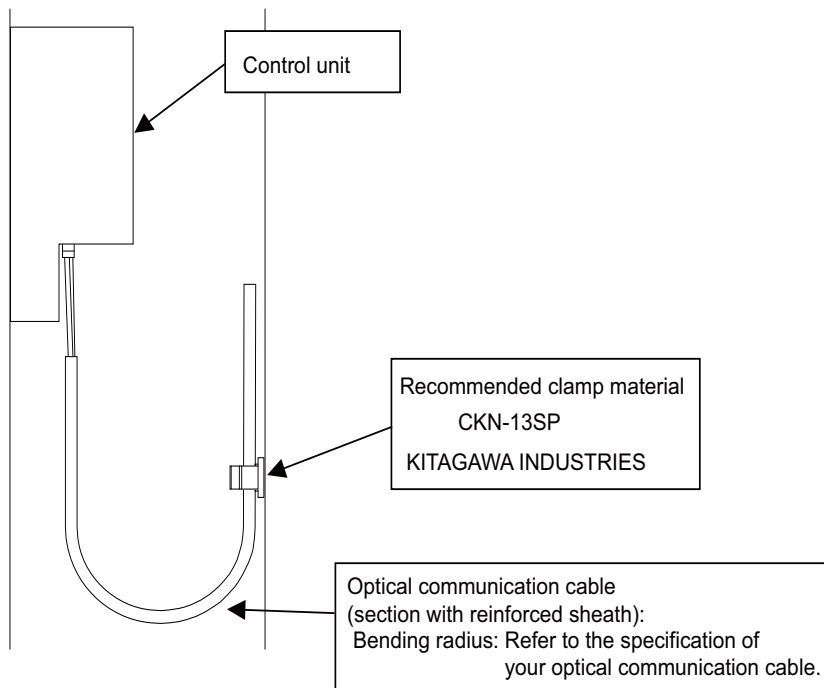 Control unit
Recommended clamp material
CKN-13SP
KITAGAWA INDUSTRIES
Optical communication cable
(section with reinforced sheath):
Bending radius: Refer to the specification of
your optical communication cable.